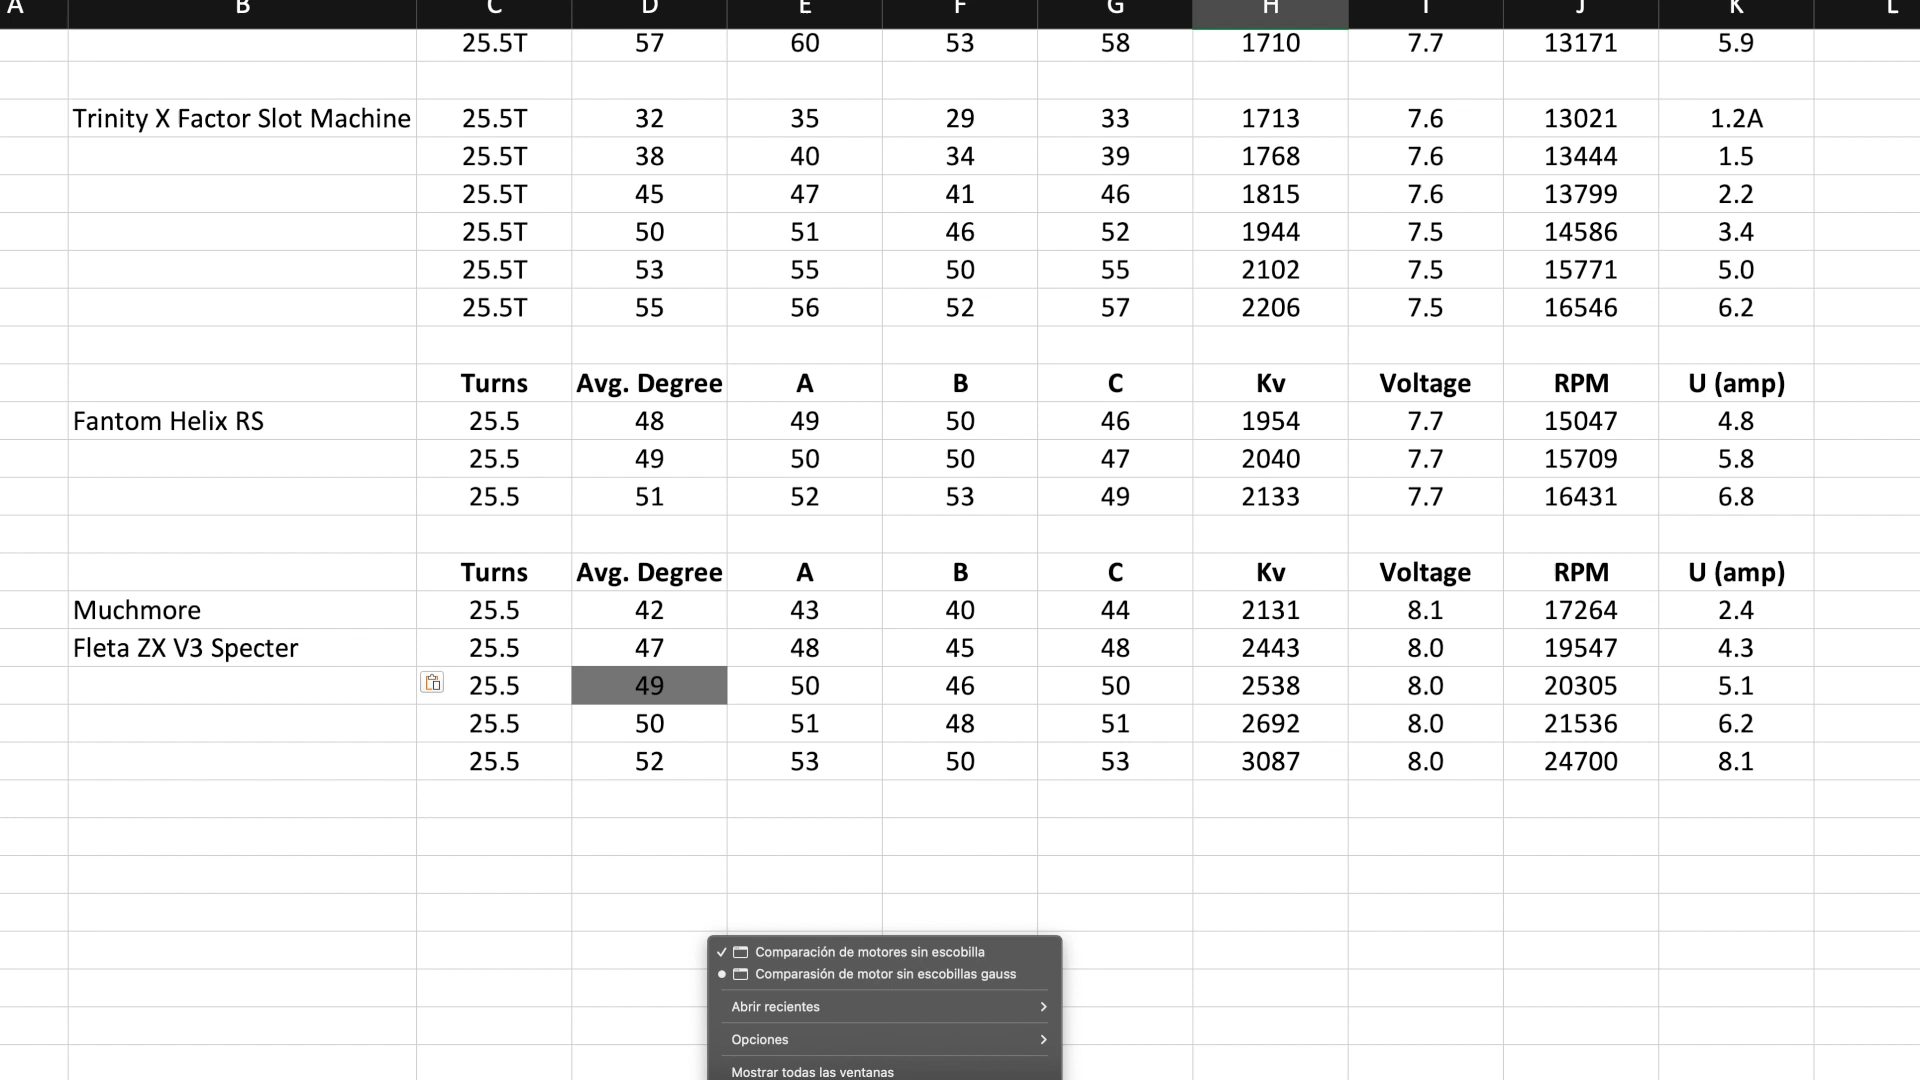 A B C D E F G H I J K L
25.5T 57 60 53 58 1710 7.7 13171 5.9
Trinity X Factor Slot Machine 25.5T 32 35 29 33 1713 7.6 13021 1.2A
25.5T 38 40 34 39 1768 7.6 13444 1.5
25.5T 45 47 41 46 1815 7.6 13799 2.2
25.5T 50 51 46 52 1944 7.5 14586 3.4
25.5T 53 55 50 55 2102 7.5 15771 5.0
25.5T 55 56 52 57 2206 7.5 16546 6.2
Turns Avg. Degree A B C Kv Voltage RPM U (amp)
Fantom Helix RS 25.5 48 49 50 46 1954 7.7 15047 4.8
25.5 49 50 50 47 2040 7.7 15709 5.8
25.5 51 52 53 49 2133 7.7 16431 6.8
Turns Avg. Degree A B C Kv Voltage RPM U (amp)
Muchmore 25.5 42 43 40 44 2131 8.1 17264 2.4
Fleta ZX V3 Specter 25.5 47 48 45 48 2443 8.0 19547 4.3
25.5 49 50 46 50 2538 8.0 20305 5.1
25.5 50 51 48 51 2692 8.0 21536 6.2
25.5 52 53 50 53 3087 8.0 24700 8.1
Comparación de motores sin escobilla
Comparasión de motor sin escobillas gauss
Abrir recientes
Opciones
Mostrar todas las ventanas